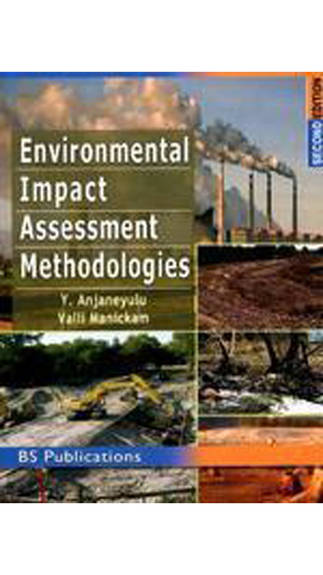 SECOND EDITION
Environmental
Impact
Assessment
Methodologies
Y. Anjaneyulu
Valli Manickam
BS Publications